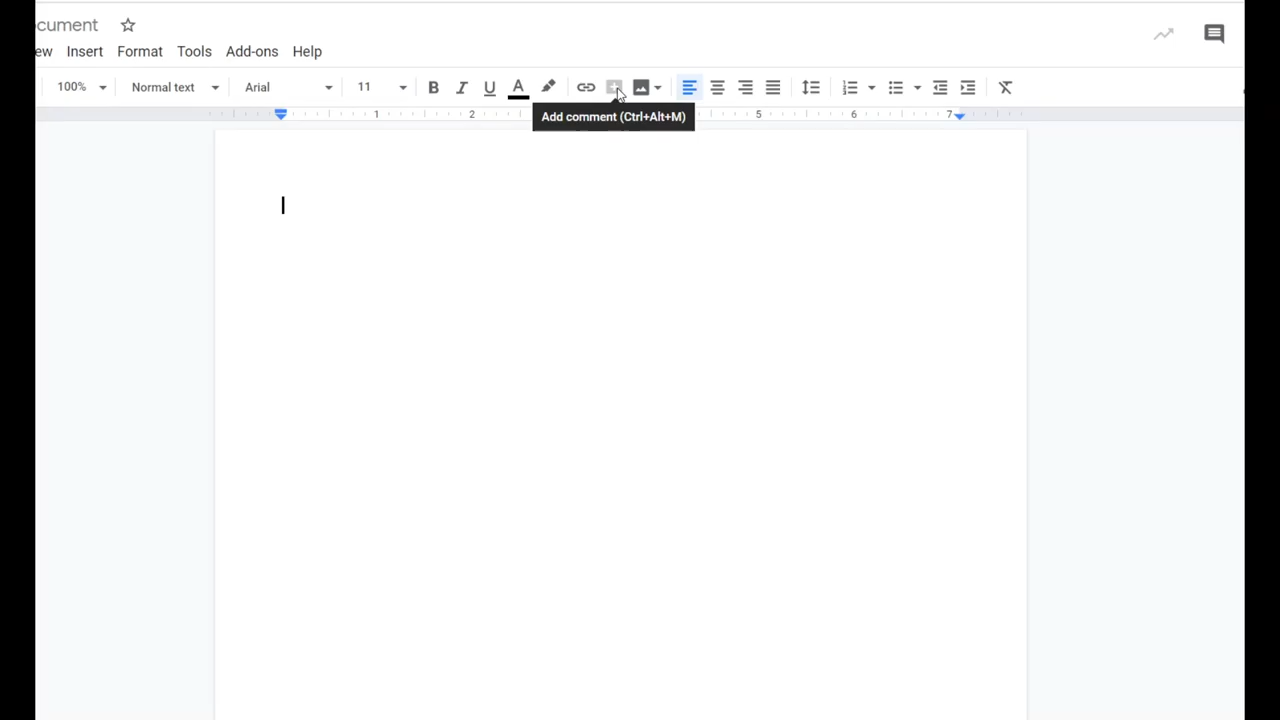 ocument
ew Insert Format Tools Add-ons Help
100% Normal text Arial 11 B I U A
1 2 5 6 7
Add comment (Ctrl+Alt+M)